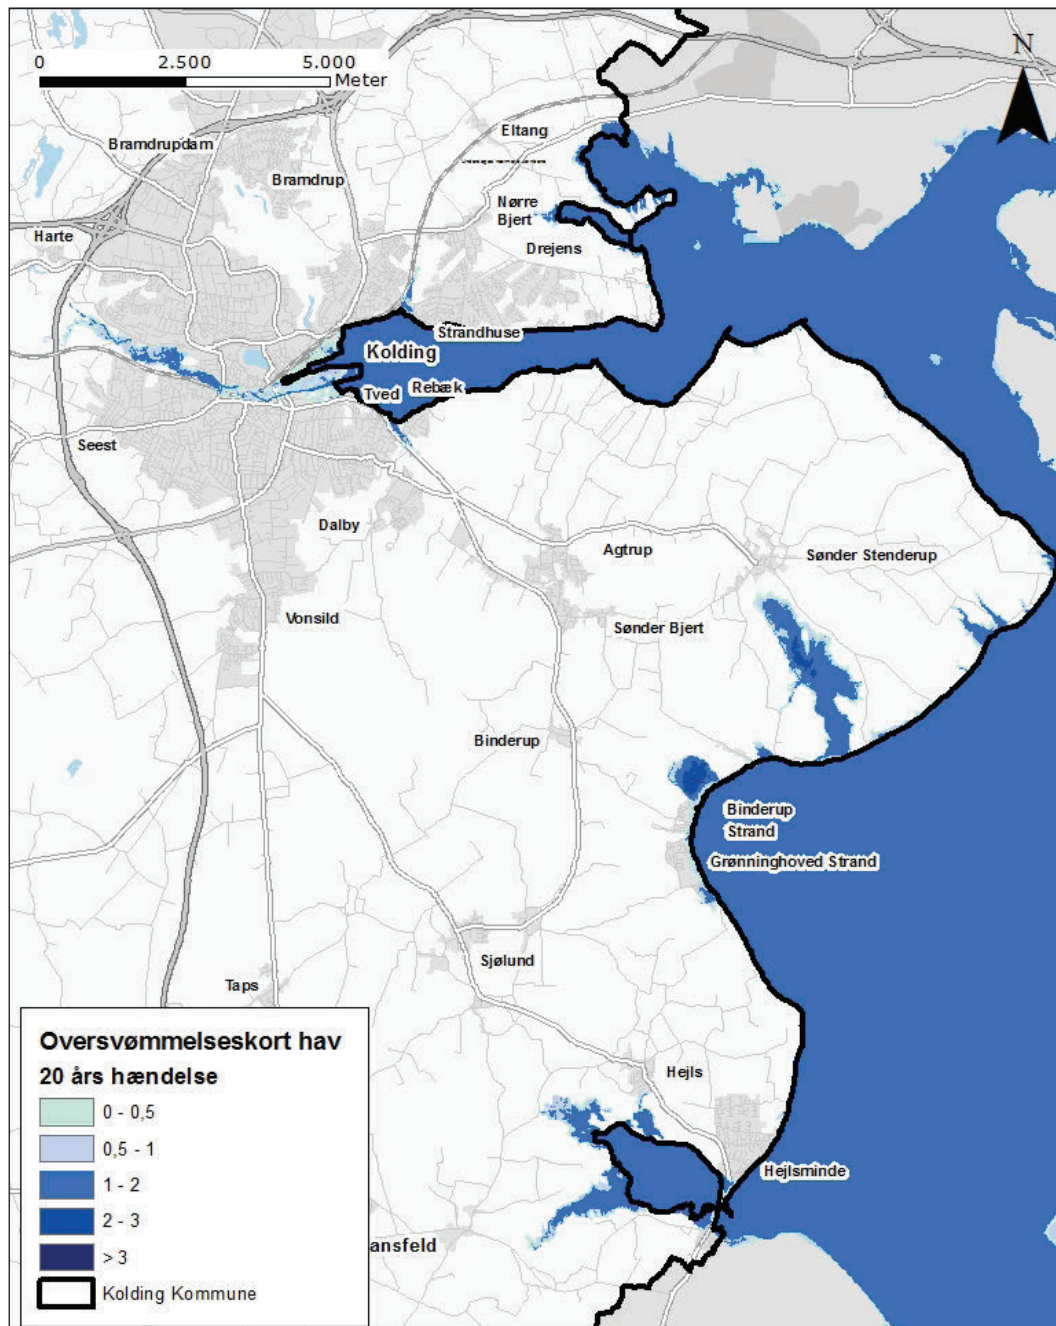 0 2.500 5.000
Meter
N
Eltang
Bramdrupdam
Bramdrup
Nørre
Bjert
Harte
Drejens
Strandhuse
Kolding
Rebæk
Tved
Seest
Dalby
Agtrup
Sønder Stenderup
Vonsild
Sønder Bjert
Binderup
Binderup
Strand
Grønninghoved Strand
Sjølund
Taps
Hejls
Hejlsminde
ansfeld
Oversvømmelseskort hav
20 års hændelse
0 - 0,5
0,5 - 1
1 - 2
2 - 3
> 3
Kolding Kommune